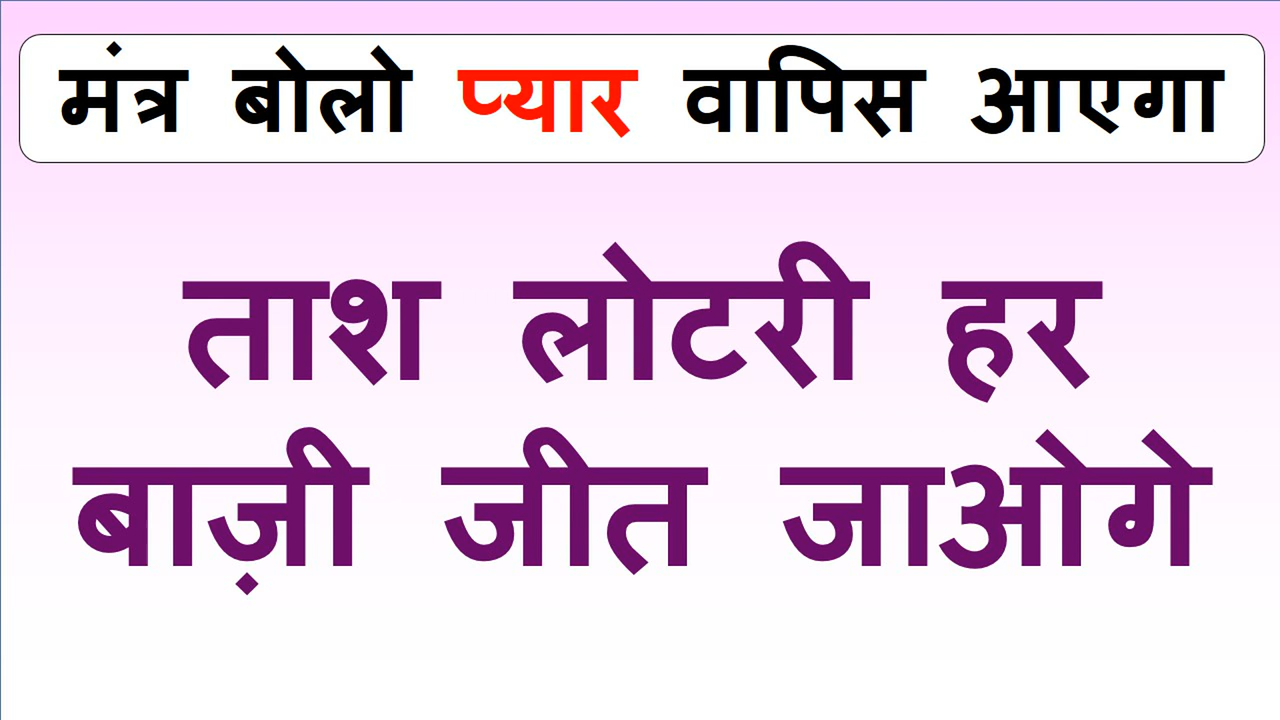 मंत्र बोलो प्यार वापिस आएगा
ताश लोटरी हर
बाज़ी जीत जाओगे